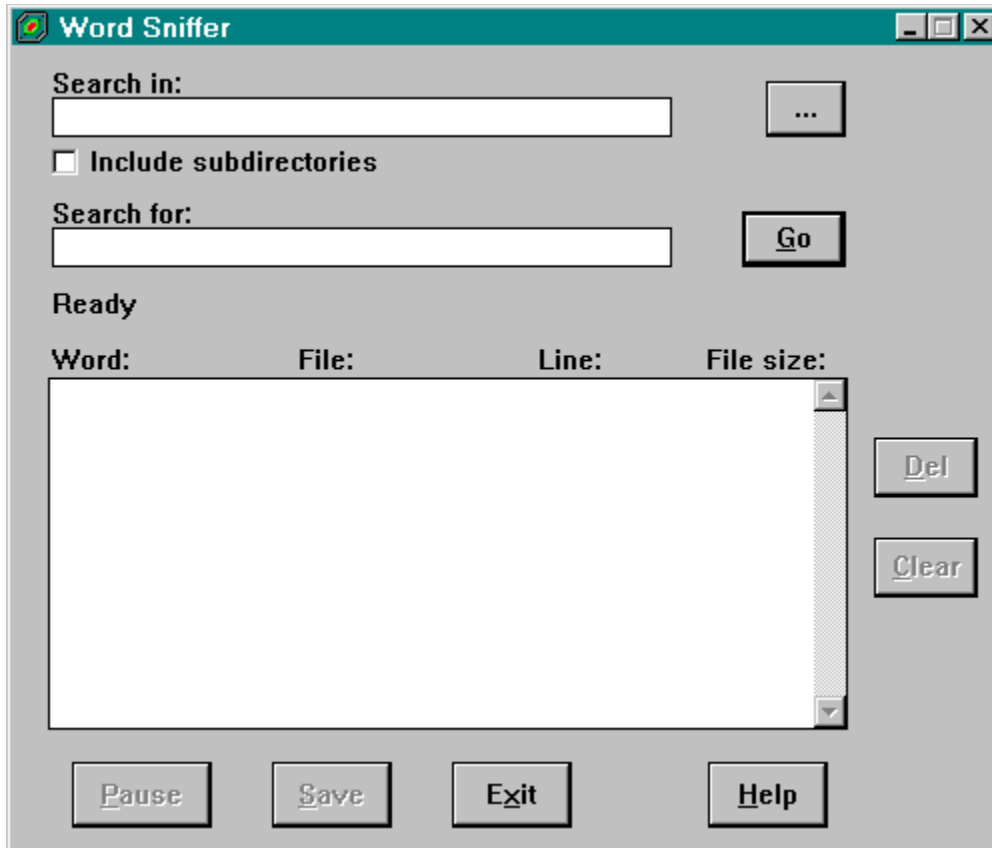 Word Sniffer
Search in:
...
Include subdirectories
Search for:
Go
Ready
Word: File: Line: File size:
Del
Clear
Pause Save Exit Help